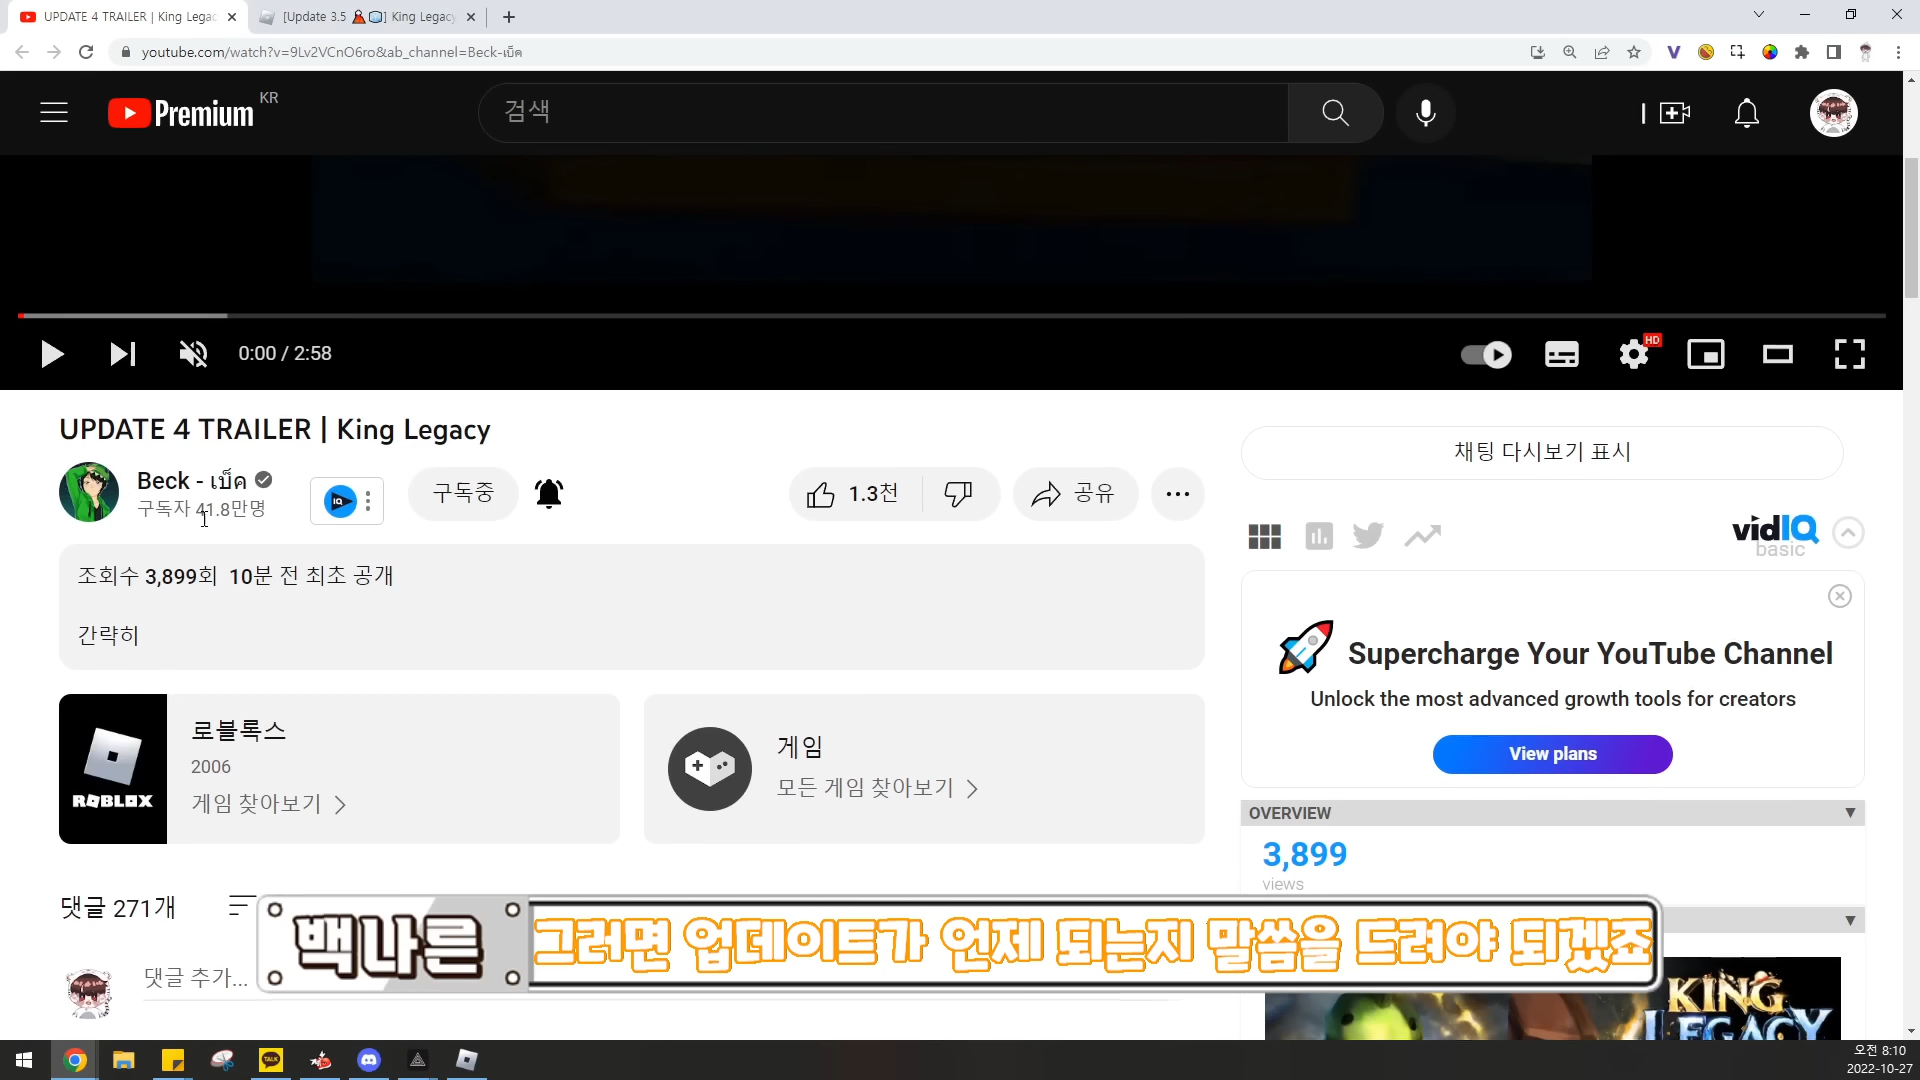 UPDATE 4 TRAILER | King Legac
[Update 3.5 King Legacy
youtube.com/watch?v=9Lv2VCnO6ro&ab_channel=Beck-เบ็ค
Premium KR
검색
0:00 / 2:58
HD
UPDATE 4 TRAILER | King Legacy
Beck - เบ็ค
구독자 41.8만명
IQ
구독중
1.3천
공유
조회수 3,899회 10분 전 최초 공개
간략히
ROBLOX
로블록스
2006
게임 찾아보기
게임
모든 게임 찾아보기
댓글 271개
댓글 추가...
채팅 다시보기 표시
vidIQ
basic
Supercharge Your YouTube Channel
Unlock the most advanced growth tools for creators
View plans
OVERVIEW
3,899
views
백나른
그러면 업데이트가 언제 되는지 말씀을 드려야 되겠죠
KING
LEGACY
TALK
오전 8:10
2022-10-27